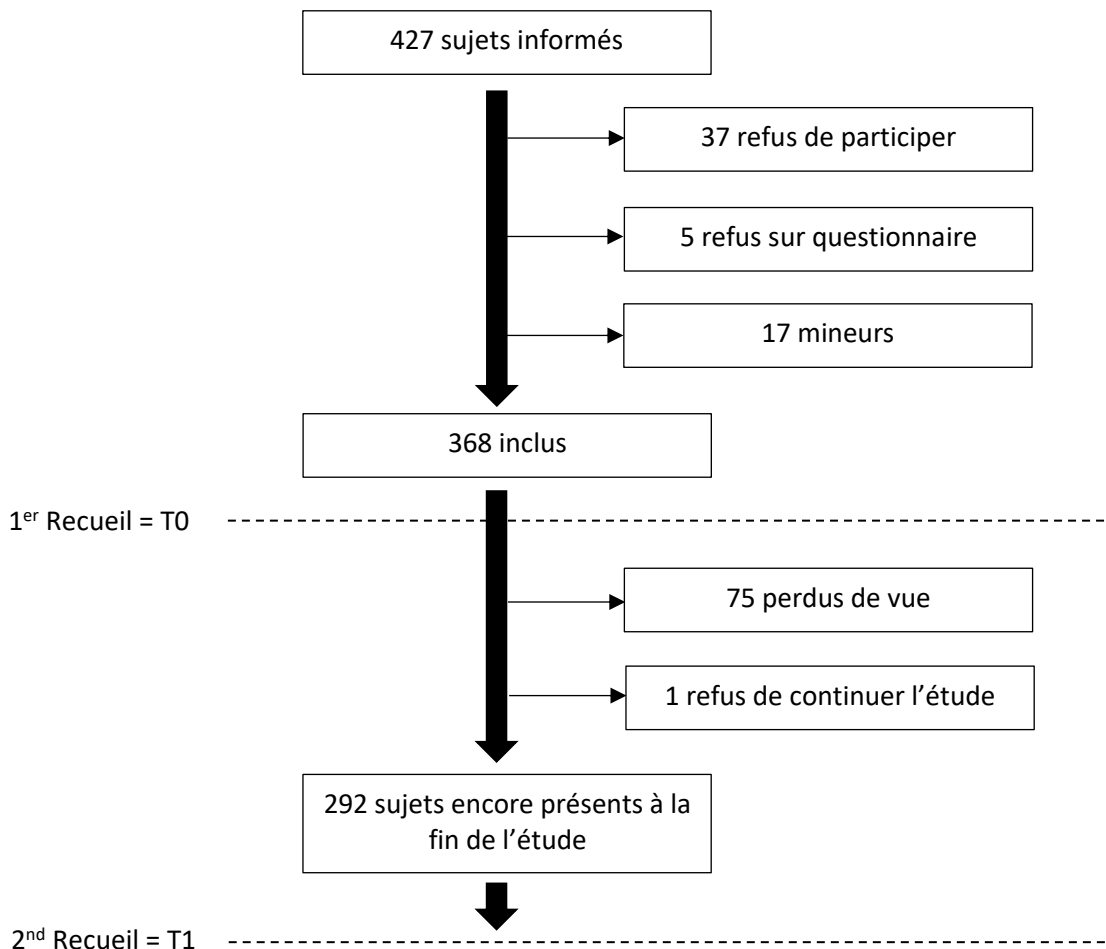 427 sujets informés
37 refus de participer
5 refus sur questionnaire
17 mineurs
368 inclus
1er Recueil = T0
75 perdus de vue
1 refus de continuer l’étude
292 sujets encore présents à la
fin de l’étude
2nd Recueil = T1